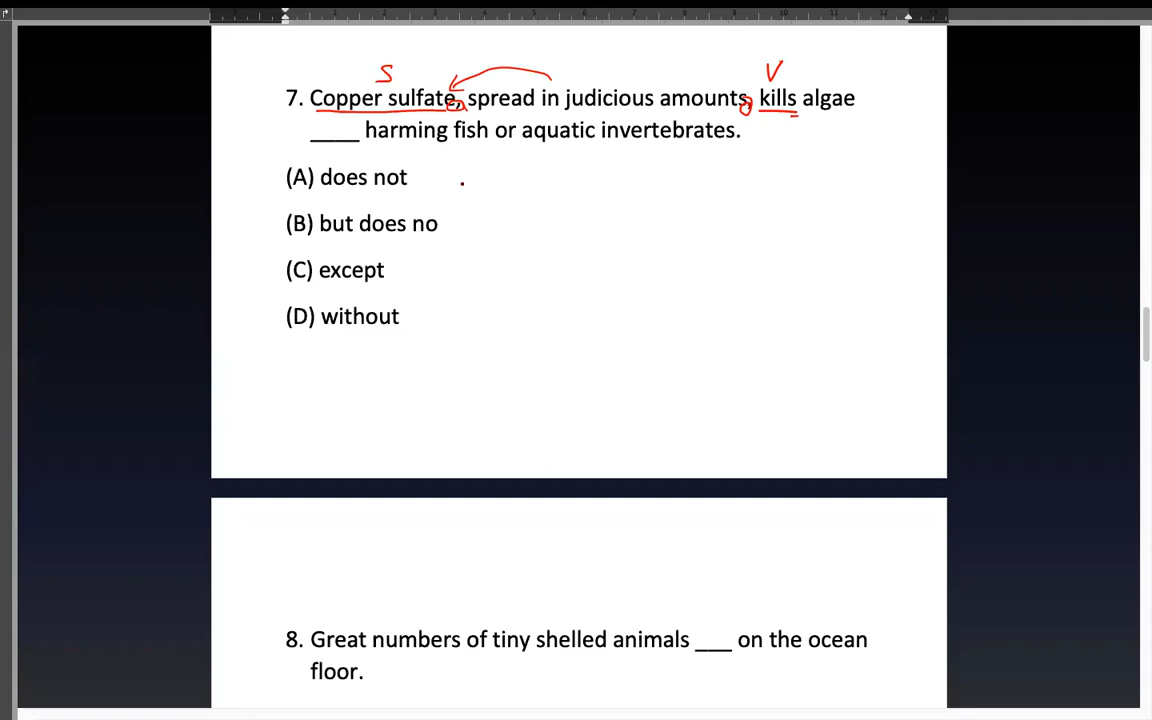 S V
7. Copper sulfate, spread in judicious amounts, kills algae
____ harming fish or aquatic invertebrates.
(A) does not
(B) but does no
(C) except
(D) without
8. Great numbers of tiny shelled animals ___ on the ocean
floor.